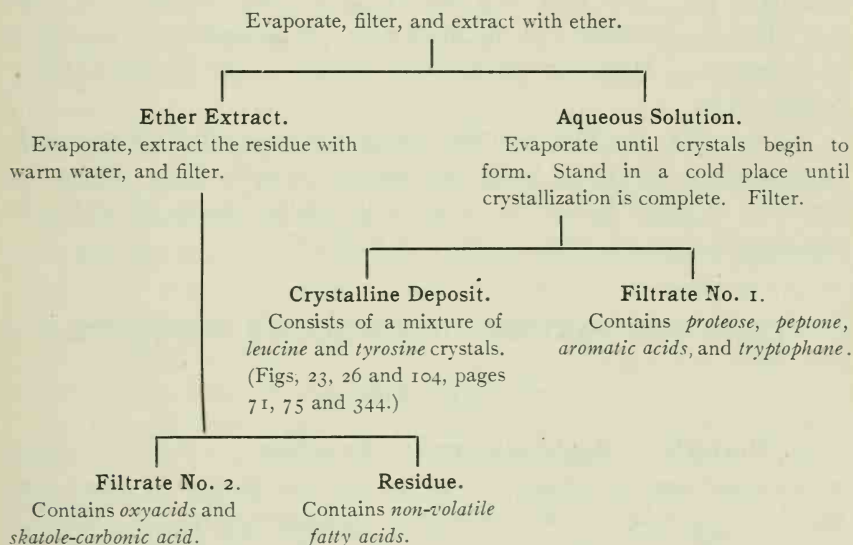 Evaporate, filter, and extract with ether.
Ether Extract.
Evaporate, extract the residue with
warm water, and filter.
Aqueous Solution.
Evaporate until crystals begin to
form. Stand in a cold place until
crystallization is complete. Filter.
Crystalline Deposit.
Consists of a mixture of
leucine and tyrosine crystals.
(Figs, 23, 26 and 104, pages
71, 75 and 344.)
Filtrate No. 1.
Contains proteose, peptone,
aromatic acids, and tryptophane.
Filtrate No. 2.
Contains oxyacids and
skatole-carbonic acid.
Residue.
Contains non-volatile
fatty acids.